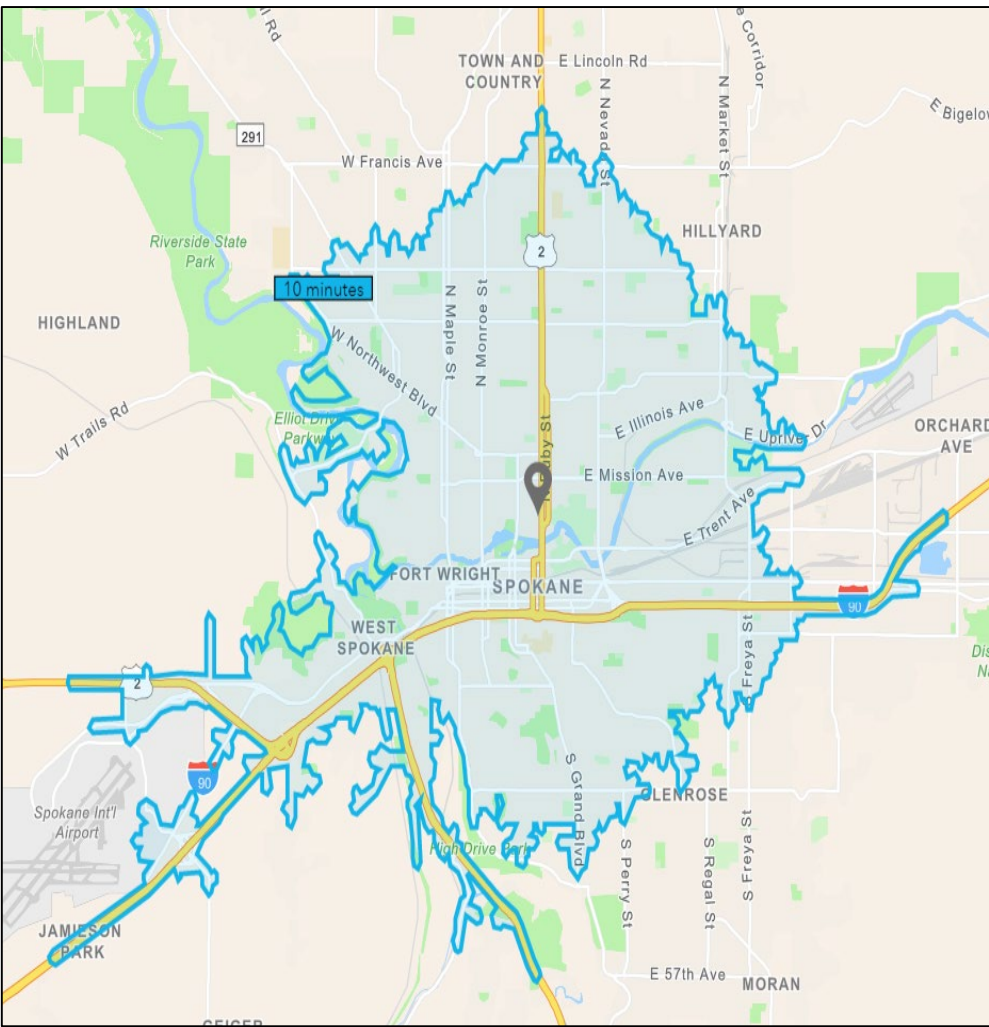 TOWN AND
COUNTRY
E Lincoln Rd
N Nevada St
N Market St
E Bigelow
291
W Francis Ave
HILLYARD
Riverside State
Park
2
10 minutes
HIGHLAND
N Maple St
N Monroe St
W Northwest Blvd
W Trails Rd
E Illinois Ave
E Upriver Dr
ORCHARD
AVE
E Mission Ave
E Trent Ave
FORT WRIGHT
SPOKANE
90
WEST
SPOKANE
S Freya St
2
90
Spokane Int'l
Airport
S Grand Blvd
GLENROSE
High Drive Park
S Perry St
S Regal St
S Freya St
JAMIESON
PARK
E 57th Ave
MORAN
GEIGER